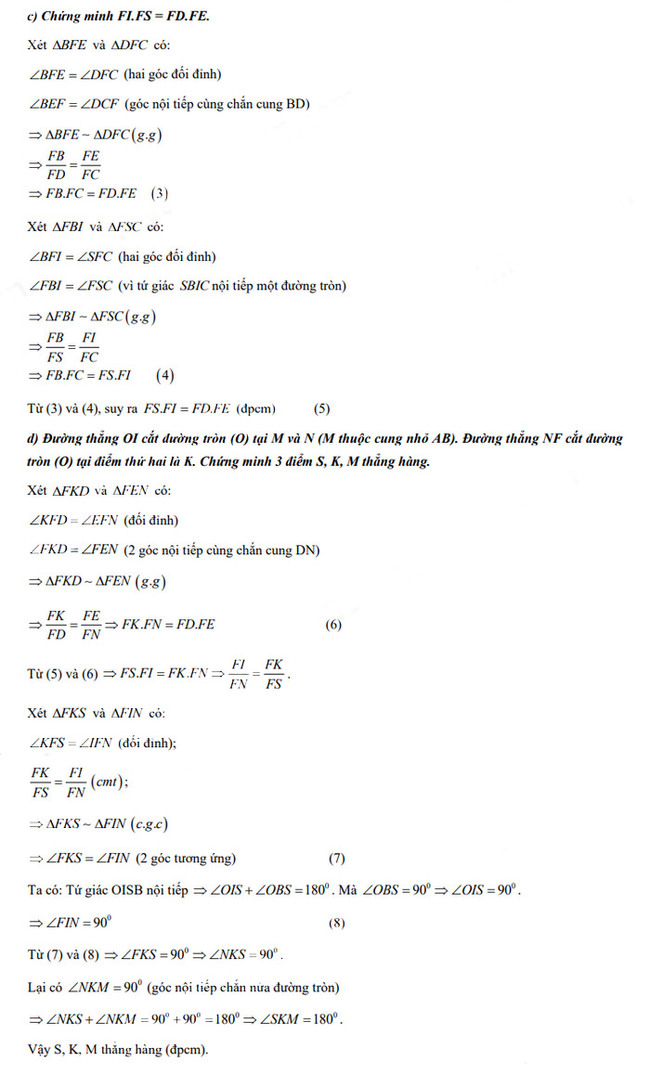 c) Chứng minh FI.FS = FD.FE.
Xét ΔBFE và ΔDFC có:
∠BFE = ∠DFC (hai góc đối đinh)
∠BEF = ∠DCF (góc nội tiếp cùng chắn cung BD)
⇒ ΔBFE ~ ΔDFC (g.g)
⇒ FB/FD = FE/FC
⇒ FB.FC = FD.FE (3)
Xét ΔFBI và ΔFSC có:
∠BFI = ∠SFC (hai góc đối đinh)
∠FBI = ∠FSC (vì tứ giác SBIC nội tiếp một đường tròn)
⇒ ΔFBI ~ ΔFSC (g.g)
⇒ FB/FS = FI/FC
⇒ FB.FC = FS.FI (4)
Từ (3) và (4), suy ra FS.FI = FD.FE (đpcm) (5)
d) Đường thẳng OI cắt đường tròn (O) tại M và N (M thuộc cung nhỏ AB). Đường thẳng NF cắt đường
tròn (O) tại điểm thứ hai là K. Chứng minh 3 điểm S, K, M thẳng hàng.
Xét ΔFKD và ΔFEN có:
∠KFD = ∠EFN (đối đinh)
∠FKD = ∠FEN (2 góc nội tiếp cùng chắn cung DN)
⇒ ΔFKD ~ ΔFEN (g.g)
⇒ FK/FD = FE/FN ⇒ FK.FN = FD.FE (6)
Từ (5) và (6) ⇒ FS.FI = FK.FN ⇒ FI/FN = FK/FS.
Xét ΔFKS và ΔFIN có:
∠KFS = ∠IFN (đối đinh);
FK/FS = FI/FN (cmt);
⇒ ΔFKS ~ ΔFIN (c.g.c)
⇒ ∠FKS = ∠FIN (2 góc tương ứng) (7)
Ta có: Tứ giác OISB nội tiếp ⇒ ∠OIS + ∠OBS = 180⁰. Mà ∠OBS = 90⁰ ⇒ ∠OIS = 90⁰.
⇒ ∠FIN = 90⁰ (8)
Từ (7) và (8) ⇒ ∠FKS = 90⁰ ⇒ ∠NKS = 90⁰.
Lại có ∠NKM = 90⁰ (góc nội tiếp chắn nửa đường tròn)
⇒ ∠NKS + ∠NKM = 90⁰ + 90⁰ = 180⁰ ⇒ ∠SKM = 180⁰.
Vậy S, K, M thẳng hàng (đpcm).